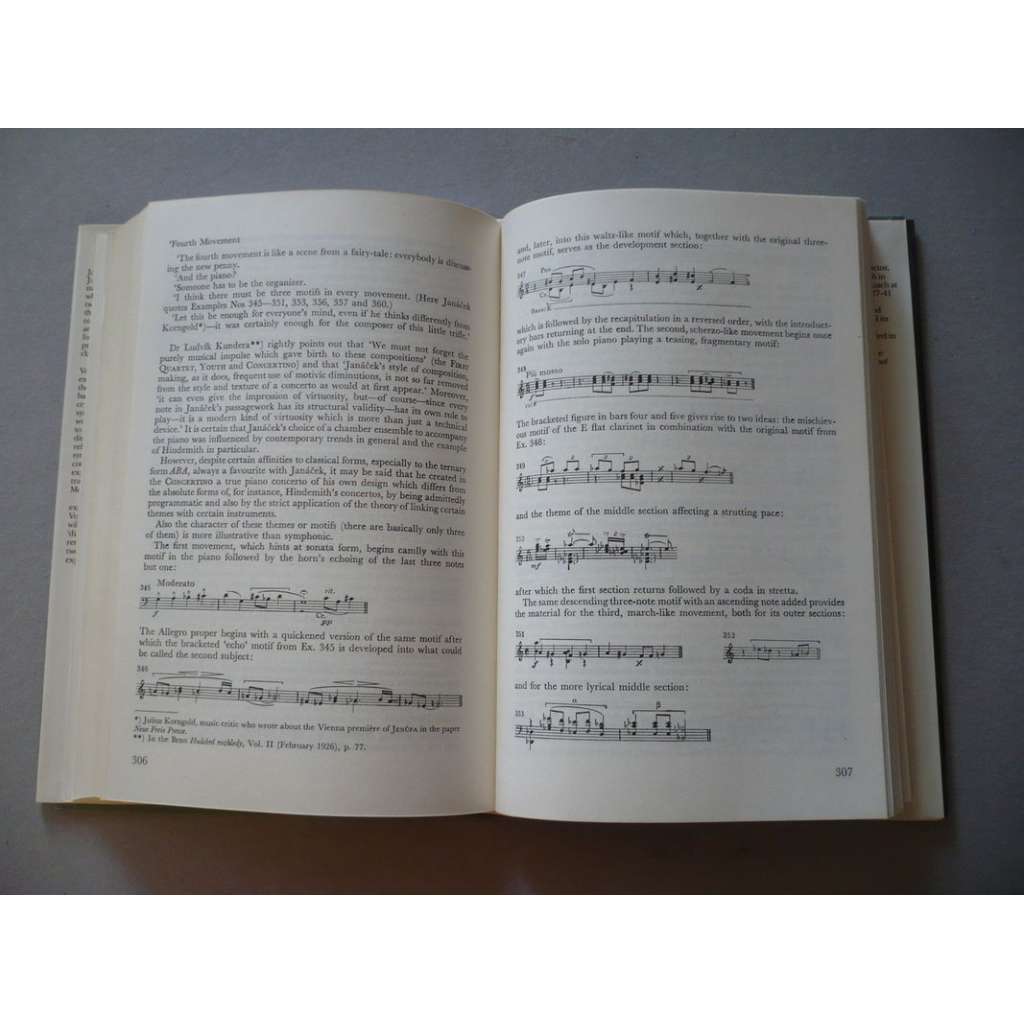 'Fourth Movement
'The fourth movement is like a scene from a fairy-tale: everybody is discuss-
ing the new penny.
'And the piano?
'Someone has to be the organizer.
'I think there must be three motifs in every movement. (Here Janáček
quotes Examples Nos 345—351, 353, 356, 357 and 360.)
'Let this be enough for everyone's mind, even if he thinks differently from
Korngold*)—it was certainly enough for the composer of this little trifle.'
Dr Ludvík Kundera**) rightly points out that 'We must not forget the
purely musical impulse which gave birth to these compositions' (the FIRST
QUARTET, YOUTH and CONCERTINO) and that 'Janáček's style of composition,
making, as it does, frequent use of motivic diminutions, is not so far removed
from the style and texture of a concerto as would at first appear.' Moreover,
'it can even give the impression of virtuosity, but—of course—since every
note in Janáček's passagework has its structural validity—has its own role to
play—it is a modern kind of virtuosity which is more than just a technical
device.' It is certain that Janáček's choice of a chamber ensemble to accompany
the piano was influenced by contemporary trends in general and the example
of Hindemith in particular.
However, despite certain affinities to classical forms, especially to the ternary
form ABA, always a favourite with Janáček, it may be said that he created in
the CONCERTINO a true piano concerto of his own design which differs from
the absolute forms of, for instance, Hindemith's concertos, by being admittedly
programmatic and also by the strict application of the theory of linking certain
themes with certain instruments.
Also the character of these themes or motifs (there are basically only three
of them) is more illustrative than symphonic.
The first movement, which hints at sonata form, begins camlly with this
motif in the piano followed by the horn's echoing of the last three notes
but one:
345 Moderato
rit.
f
Cr.
pp
The Allegro proper begins with a quickened version of the same motif after
which the bracketed 'echo' motif from Ex. 345 is developed into what could
be called the second subject:
346
*) Julius Korngold, music critic who wrote about the Vienna première of JENŮFA in the paper
Neue Freie Presse.
**) In the Brno Hudební rozhledy, Vol. II (February 1926), p. 77.
306
and, later, into this waltz-like motif which, together with the original three-
note motif, serves as the development section:
347
which is followed by the recapitulation in a reversed order, with the introduct-
ory bars returning at the end. The second, scherzo-like movement begins once
again with the solo piano playing a teasing, fragmentary motif:
348
Più mosso
The bracketed figure in bars four and five gives rise to two ideas: the mischiev-
ous motif of the E flat clarinet in combination with the original motif from
Ex. 348:
349
and the theme of the middle section affecting a strutting pace:
mf
after which the first section returns followed by a coda in stretta.
The same descending three-note motif with an ascending note added provides
the material for the third, march-like movement, both for its outer sections:
351 352
f
and for the more lyrical middle section:
353
α β
307